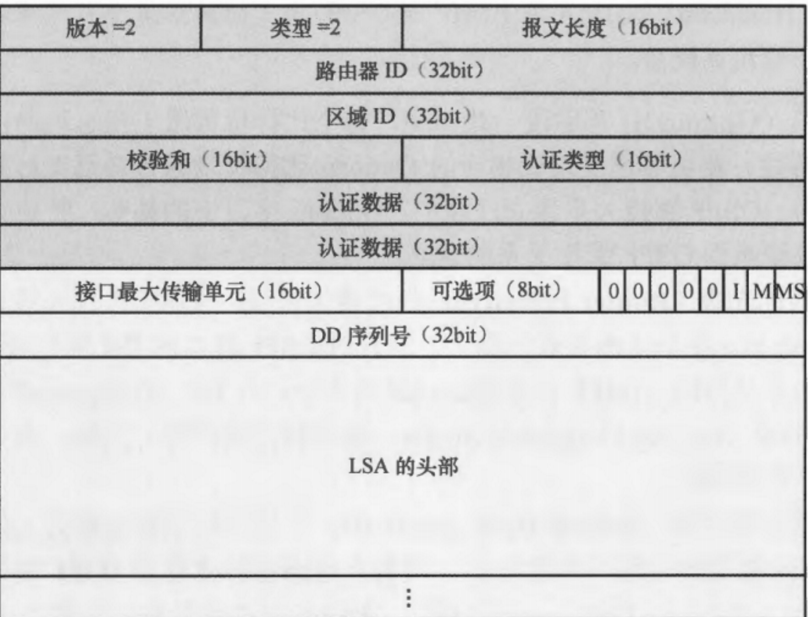 版本=2 类型=2 报文长度（16bit）
路由器 ID（32bit）
区域 ID（32bit）
校验和（16bit） 认证类型（16bit）
认证数据（32bit）
认证数据（32bit）
接口最大传输单元（16bit） 可选项（8bit） 0 0 0 0 0 I M MS
DD 序列号（32bit）
LSA 的头部
⋮